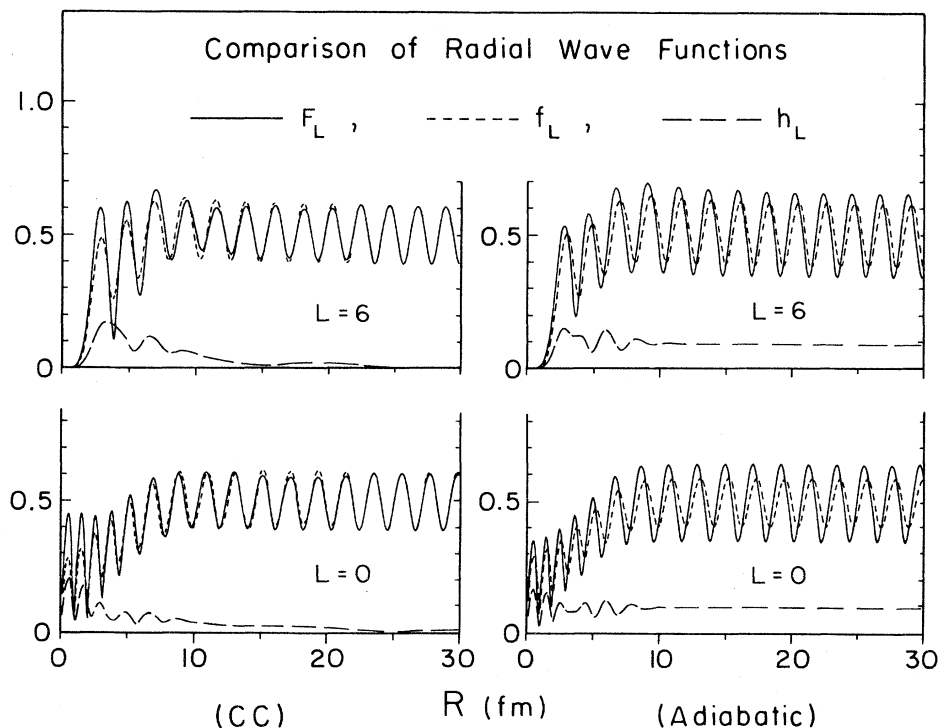 Comparison of Radial Wave Functions
F_L , f_L , h_L
1.0
0.5
0.5
L = 6
L = 6
0
0
0.5
0.5
L = 0
L = 0
0
0
0 10 20 30 0 10 20 30
(CC) R (fm) (Adiabatic)